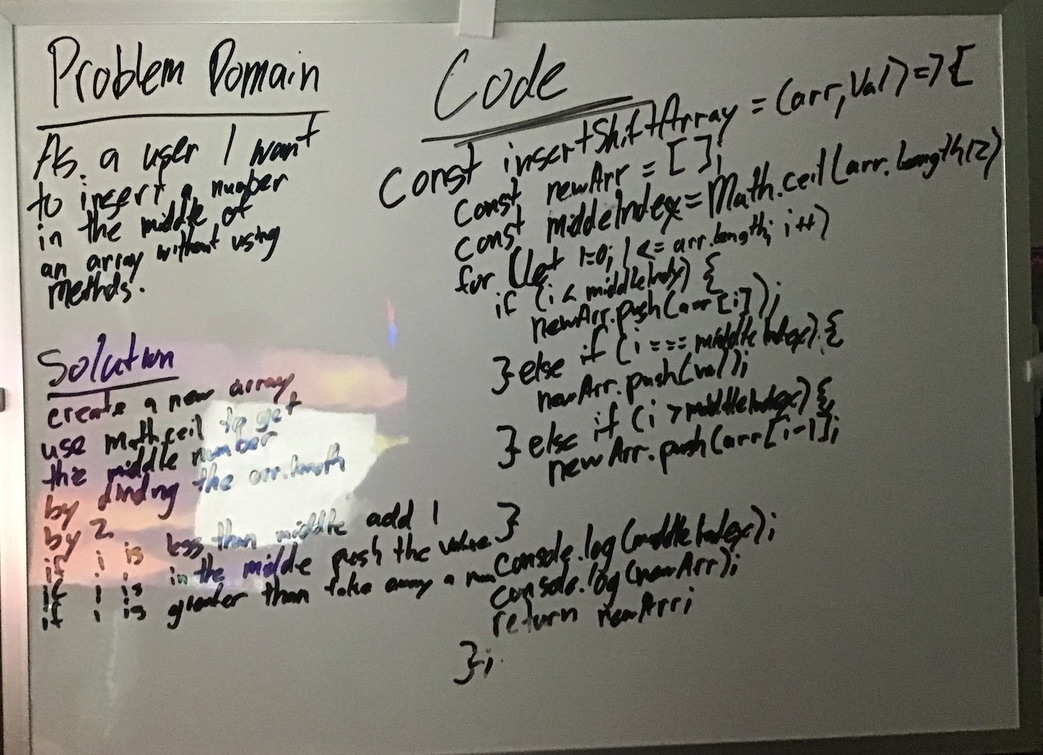 Problem Domain
As a user I want
to insert a number
in the middle of
an array without using
methds.
Solution
create a new array
use math.ceil to get
the middle number
by dinding the arr.length
by 2
if i is less than middle add 1
if i is in the middle push the value
if i is greater than take away a num
Code
Const insertShiftArray = (arr, Val) => {
const newArr = [];
const middeIndex = Math.ceil(arr.length/2)
for (let i=0; i <= arr.length; i++)
if (i < middleIndex) {
newArr.push(arr[i]);
} else if (i === middleIndex) {
newArr.push(val);
} else if (i > middleIndex) {
newArr.push(arr[i-1];
}
console.log(middleIndex);
console.log(newArr);
return newArr;
};